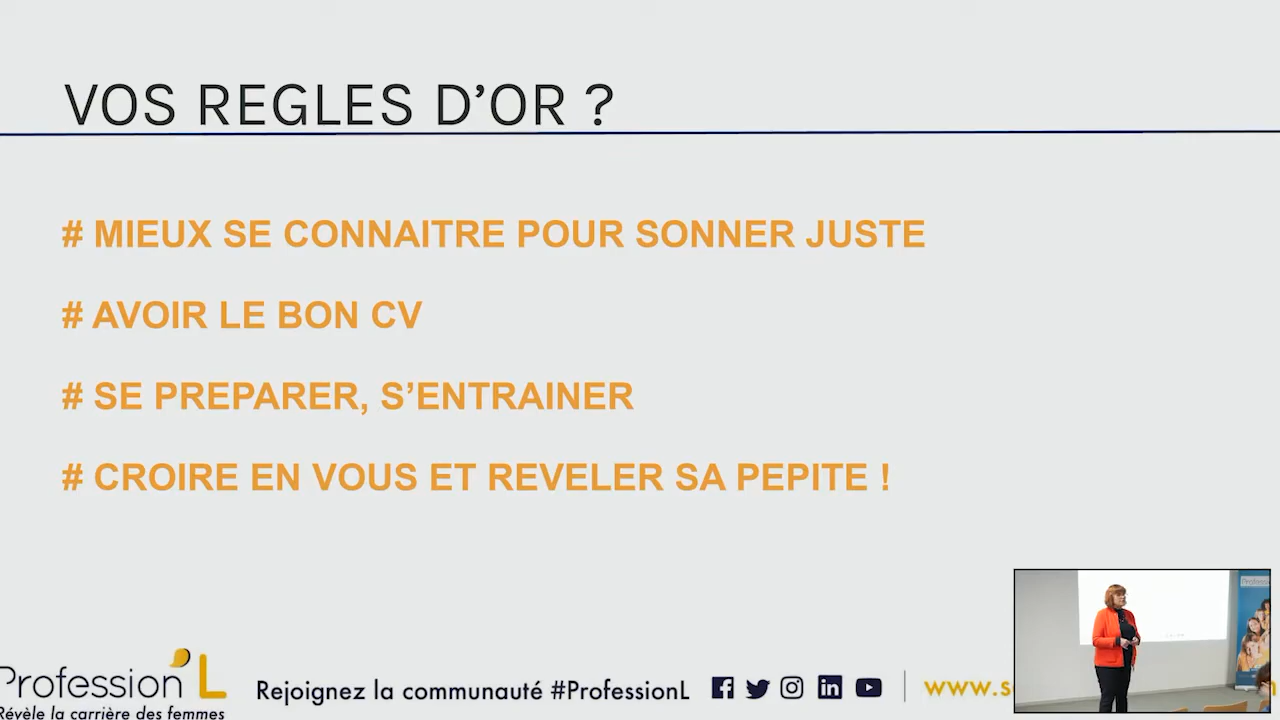 VOS REGLES D’OR ?
# MIEUX SE CONNAITRE POUR SONNER JUSTE
# AVOIR LE BON CV
# SE PREPARER, S’ENTRAINER
# CROIRE EN VOUS ET REVELER SA PEPITE !
Profession'L
Révèle la carrière des femmes
Rejoignez la communauté #ProfessionL
www.s